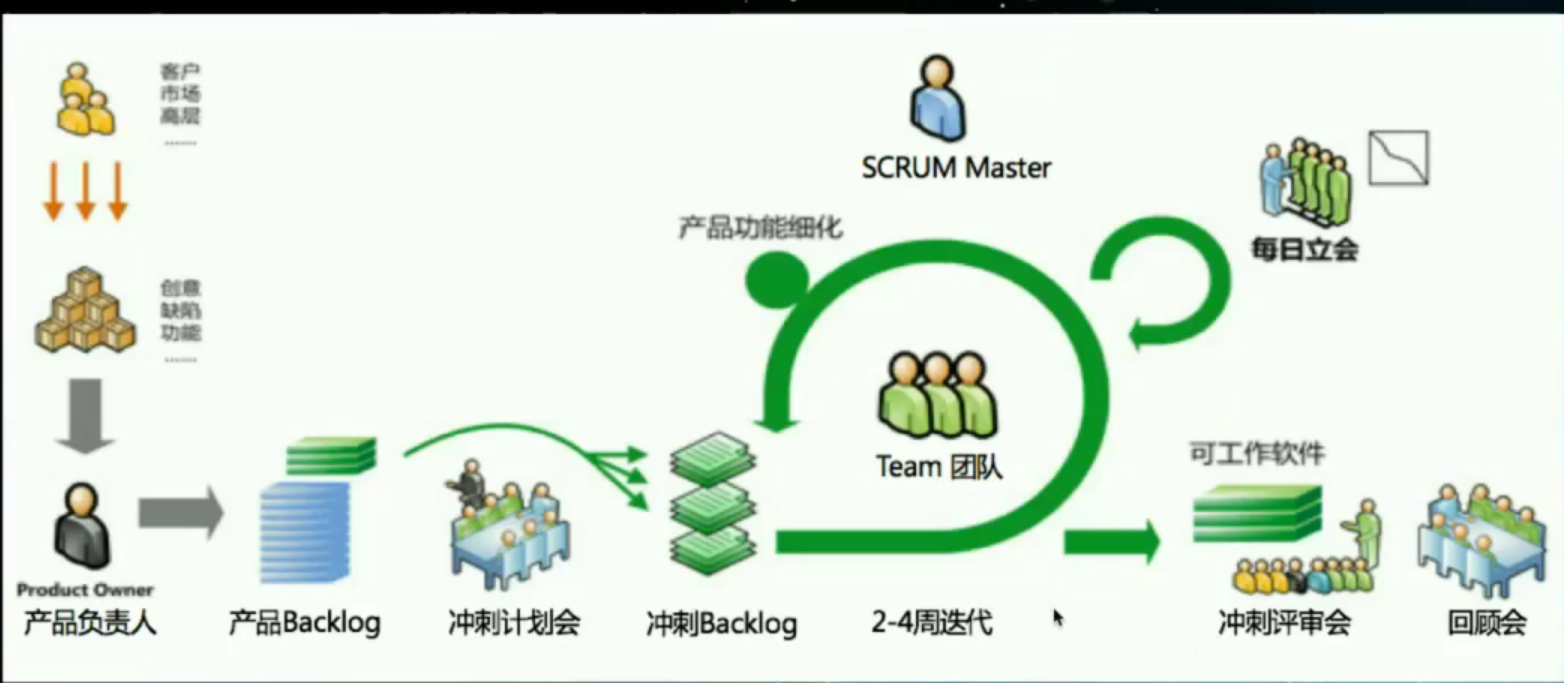 客户
市场
高层
……
创意
缺陷
功能
……
Product Owner
产品负责人
产品Backlog
冲刺计划会
冲刺Backlog
产品功能细化
SCRUM Master
Team 团队
2-4周迭代
每日立会
可工作软件
冲刺评审会
回顾会